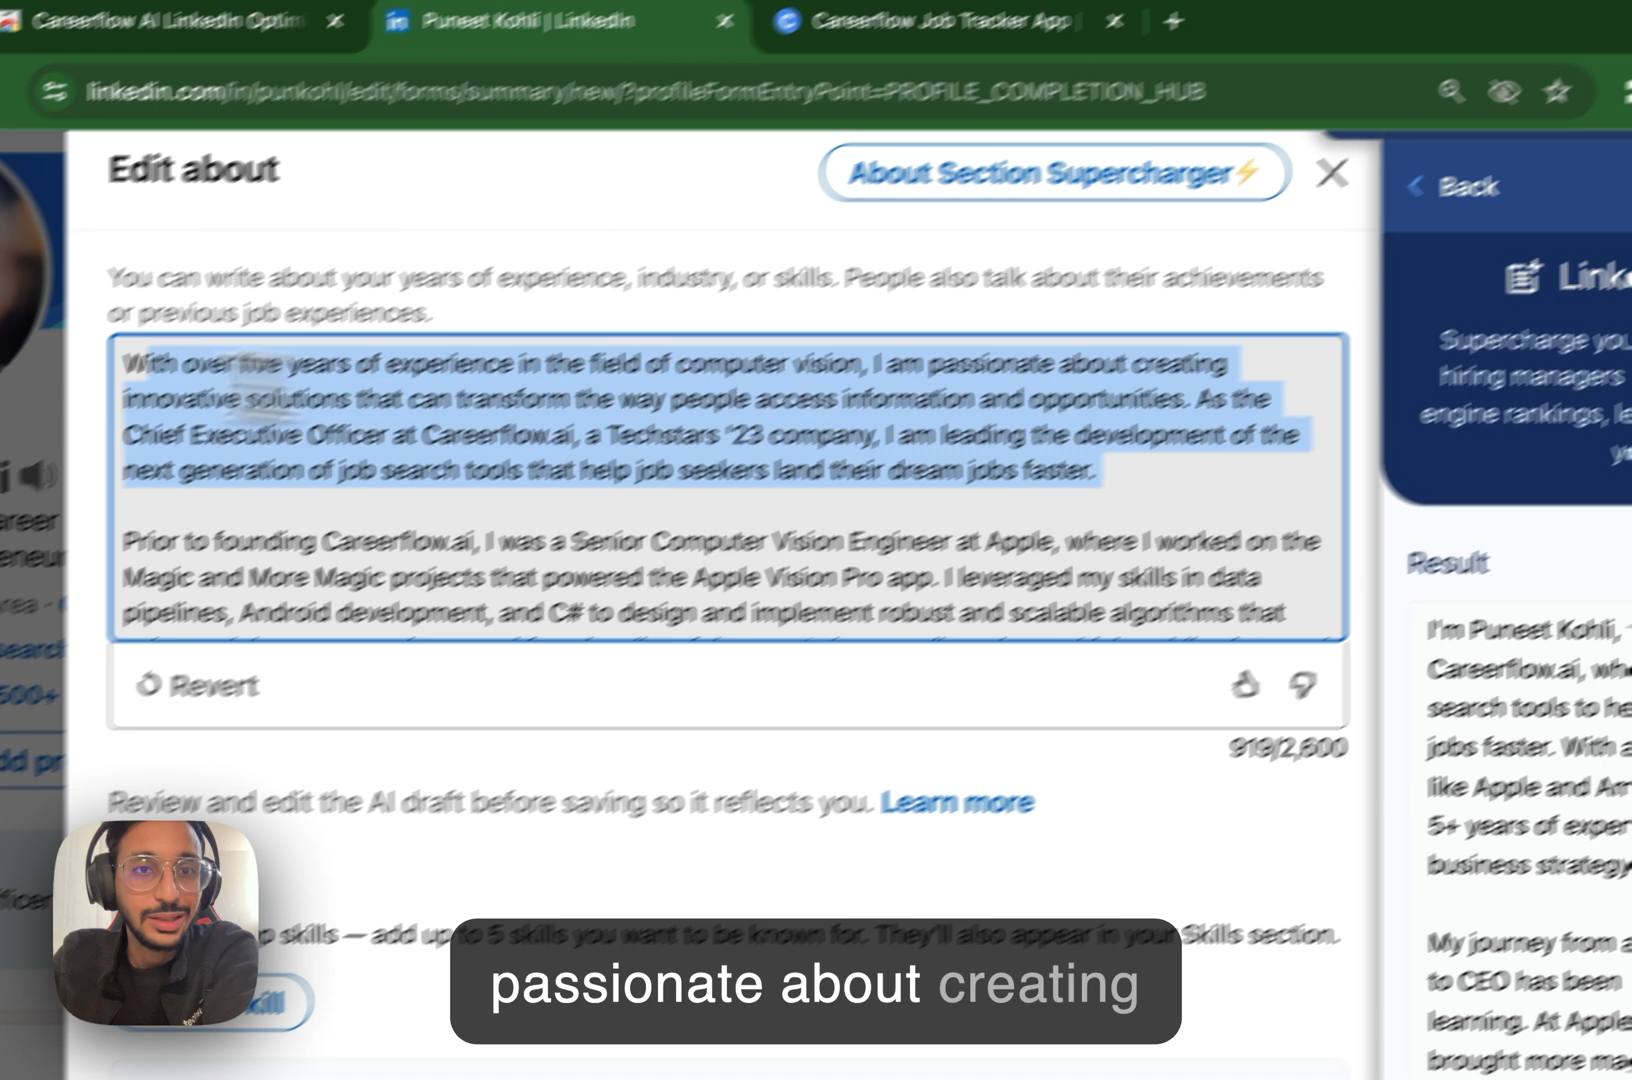 Careerflow AI LinkedIn Optim
Puneet Kohli | LinkedIn
Careerflow Job Tracker App |
linkedin.com/in/punkohli/edit/forms/summary/new/?profileFormEntryPoint=PROFILE_COMPLETION_HUB
Edit about
About Section Supercharger⚡
Back
You can write about your years of experience, industry, or skills. People also talk about their achievements
or previous job experiences.
With over five years of experience in the field of computer vision, I am passionate about creating
innovative solutions that can transform the way people access information and opportunities. As the
Chief Executive Officer at Careerflow.ai, a Techstars '23 company, I am leading the development of the
next generation of job search tools that help job seekers land their dream jobs faster.
Prior to founding Careerflow.ai, I was a Senior Computer Vision Engineer at Apple, where I worked on the
Magic and More Magic projects that powered the Apple Vision Pro app. I leveraged my skills in data
pipelines, Android development, and C# to design and implement robust and scalable algorithms that
Revert
919/2,600
Review and edit the AI draft before saving so it reflects you. Learn more
skills — add up to 5 skills you want to be known for. They'll also appear in your Skills section.
passionate about creating
Link
Supercharge you
hiring managers
engine rankings, le
y
Result
I'm Puneet Kohli,
Careerflow.ai, wh
search tools to he
jobs faster. With a
like Apple and Am
5+ years of exper
business strategy
My journey from a
to CEO has been
learning. At Apple
brought more ma
i
areer
eneur
rea
search
500+
dd pr
fficer
kill